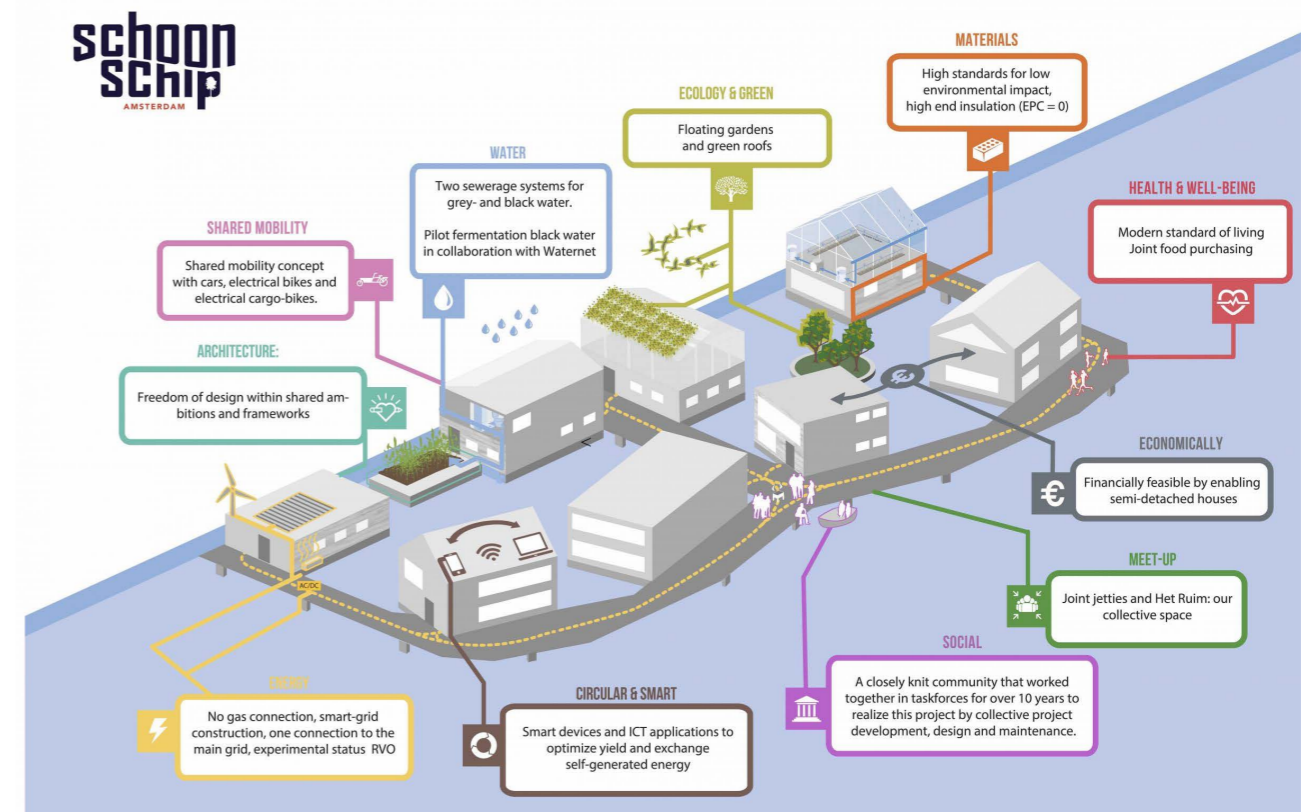 schoon
schip
AMSTERDAM
MATERIALS
High standards for low
environmental impact,
high end insulation (EPC = 0)
ECOLOGY & GREEN
Floating gardens
and green roofs
WATER
Two sewerage systems for
grey- and black water.
Pilot fermentation black water
in collaboration with Waternet
HEALTH & WELL-BEING
Modern standard of living
Joint food purchasing
SHARED MOBILITY
Shared mobility concept
with cars, electrical bikes and
electrical cargo-bikes.
ARCHITECTURE:
Freedom of design within shared am-
bitions and frameworks
ECONOMICALLY
€
€
Financially feasible by enabling
semi-detached houses
MEET-UP
Joint jetties and Het Ruim: our
collective space
AC/DC
SOCIAL
A closely knit community that worked
together in taskforces for over 10 years to
realize this project by collective project
development, design and maintenance.
ENERGY
No gas connection, smart-grid
construction, one connection to the
main grid, experimental status RVO
CIRCULAR & SMART
Smart devices and ICT applications to
optimize yield and exchange
self-generated energy